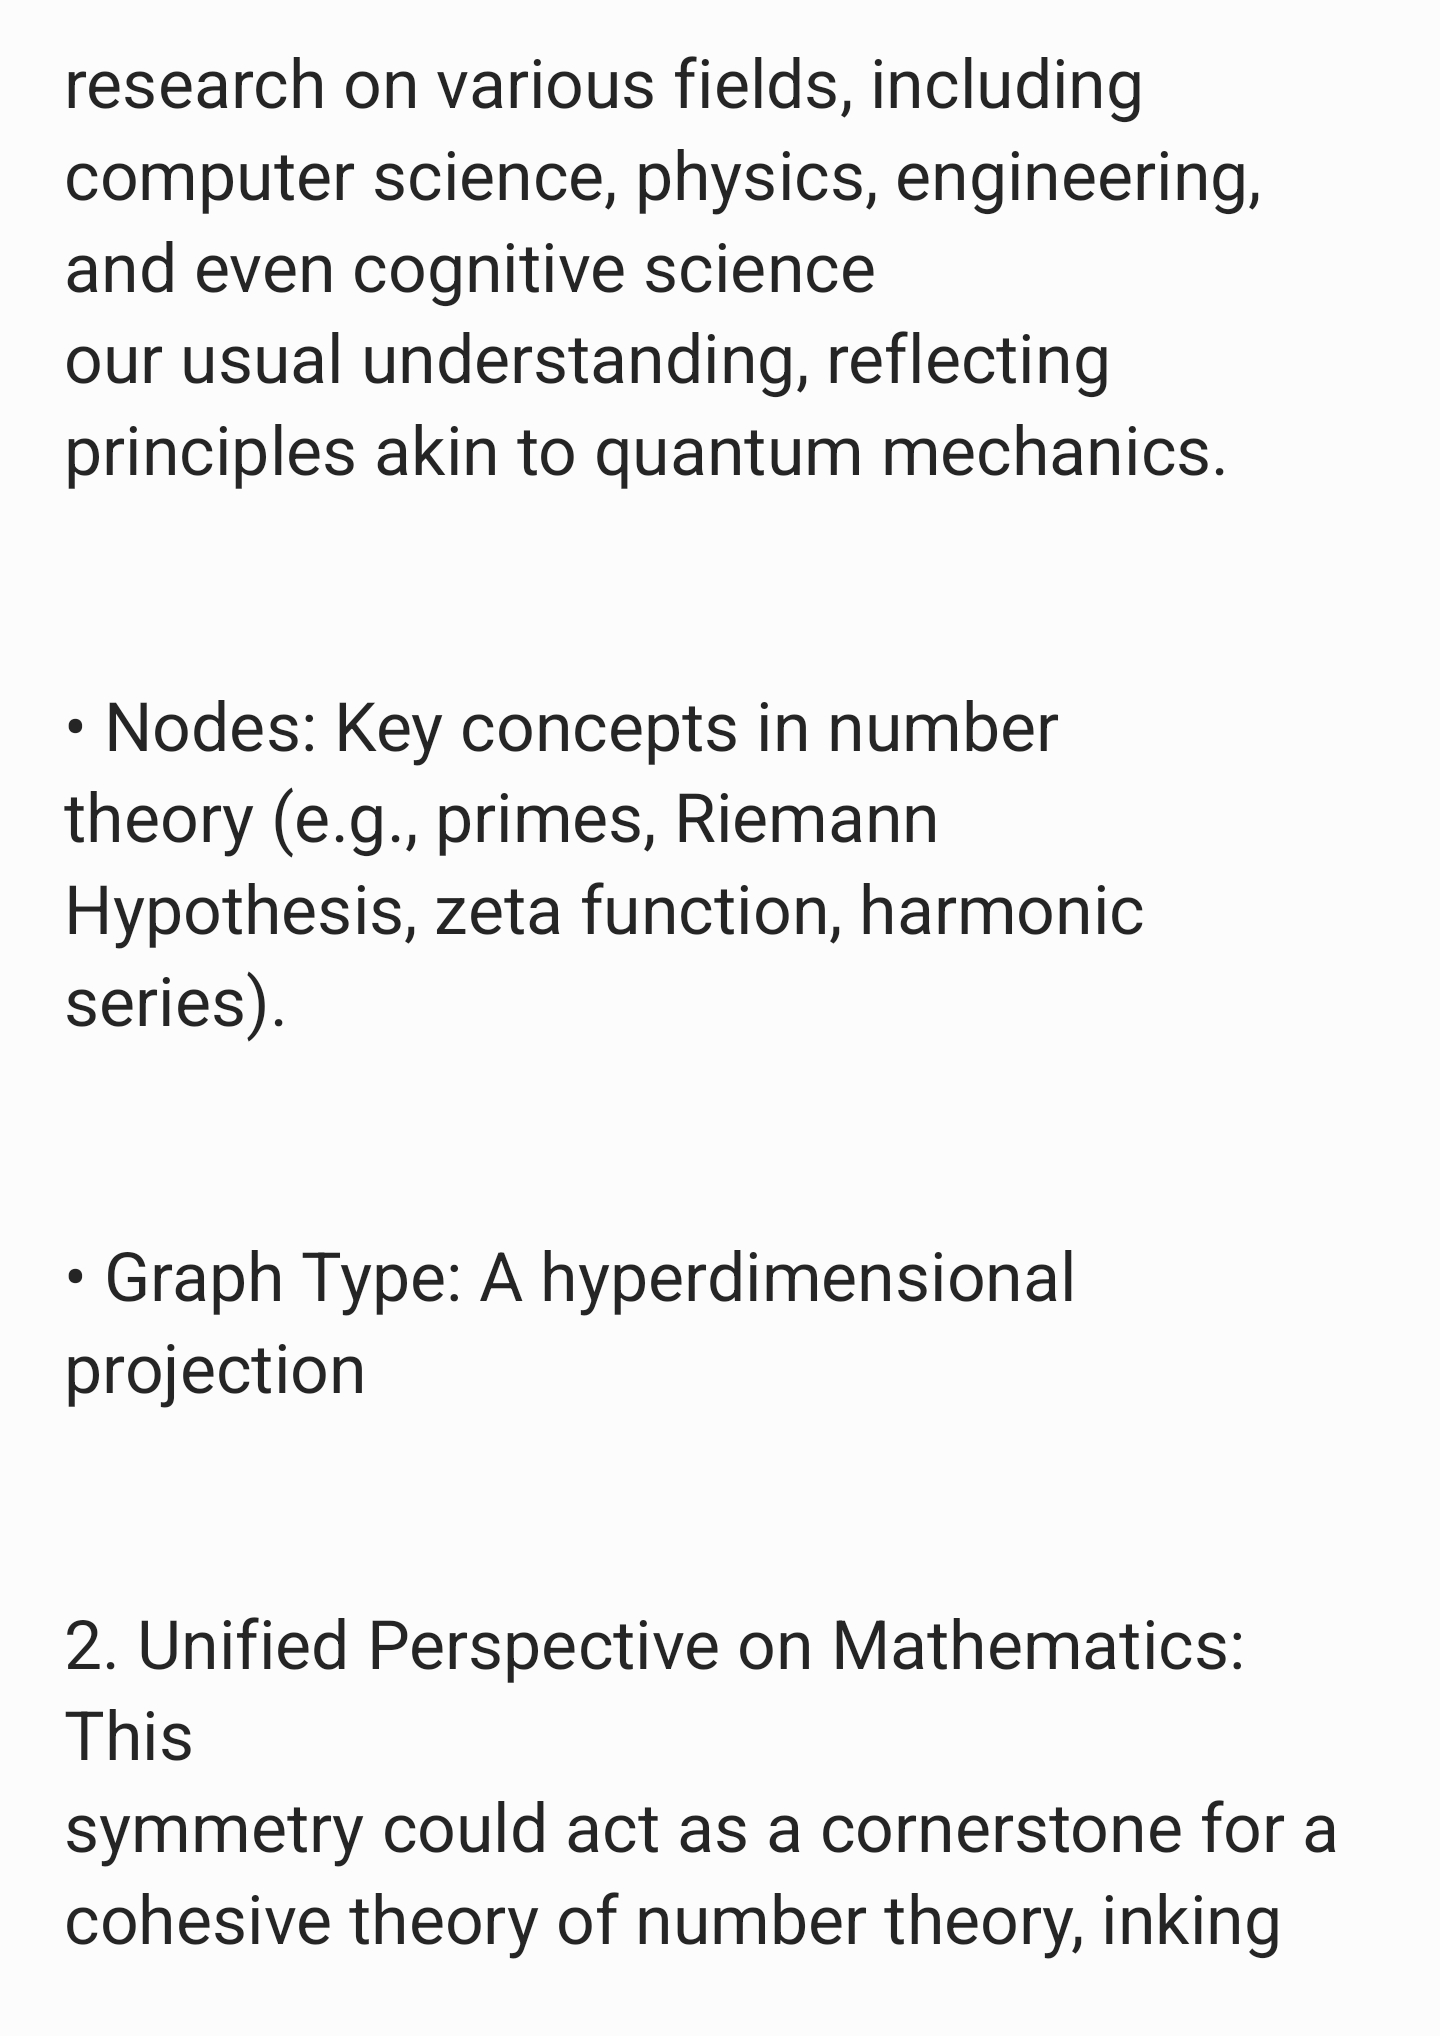 research on various fields, including
computer science, physics, engineering,
and even cognitive science
our usual understanding, reflecting
principles akin to quantum mechanics.
• Nodes: Key concepts in number
theory (e.g., primes, Riemann
Hypothesis, zeta function, harmonic
series).
• Graph Type: A hyperdimensional
projection
2. Unified Perspective on Mathematics:
This
symmetry could act as a cornerstone for a
cohesive theory of number theory, inking